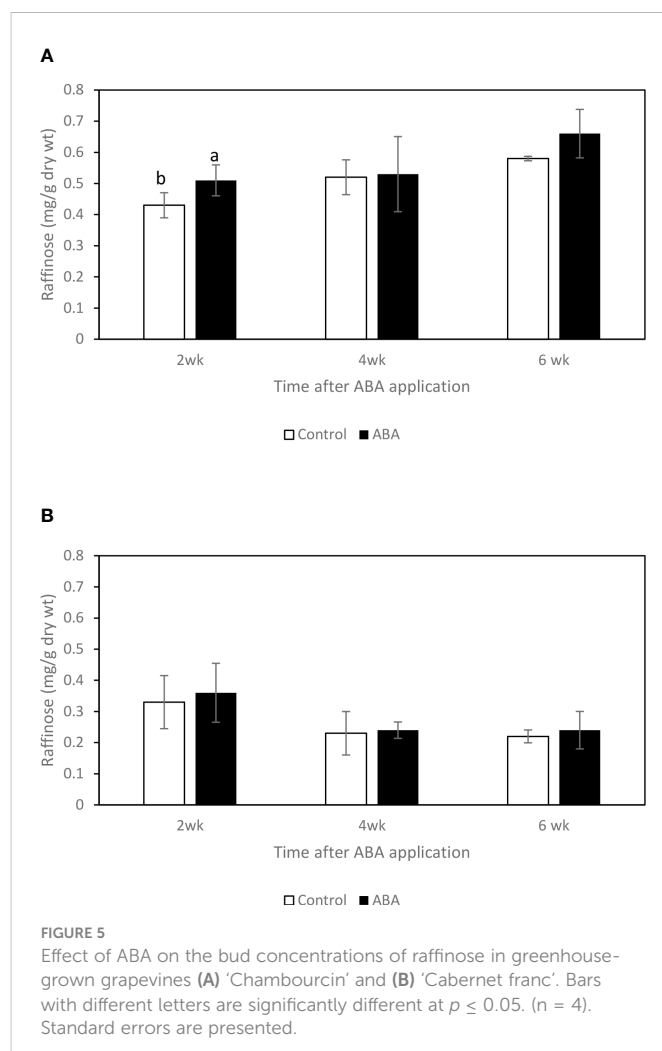 A
Raffinose (mg/g dry wt)
0.8
0.7
0.6
0.5
0.4
0.3
0.2
0.1
0
b
a
2wk 4wk 6 wk
Time after ABA application
Control ABA
B
Raffinose (mg/g dry wt)
0.8
0.7
0.6
0.5
0.4
0.3
0.2
0.1
0
2wk 4wk 6 wk
Time after ABA application
Control ABA
FIGURE 5
Effect of ABA on the bud concentrations of raffinose in greenhouse-
grown grapevines (A) ‘Chambourcin’ and (B) ‘Cabernet franc’. Bars
with different letters are significantly different at p ≤ 0.05. (n = 4).
Standard errors are presented.